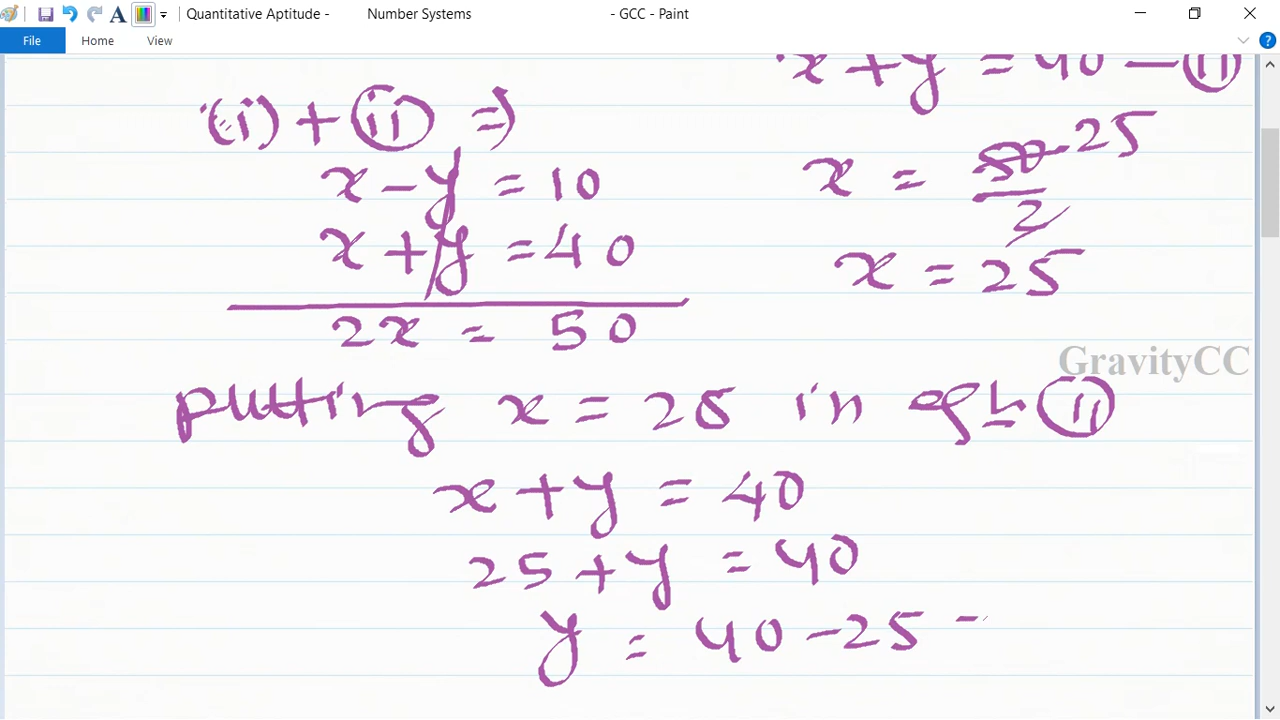 Quantitative Aptitude - Number Systems - GCC - Paint
File Home View
x + y = 40 — (ii)
(i) + (ii) ⇒
x - y = 10
x + y = 40
2x = 50
x = 50/2 25
x = 25
GravityCC
putting x = 25 in eqn (ii)
x + y = 40
25 + y = 40
y = 40 - 25 =